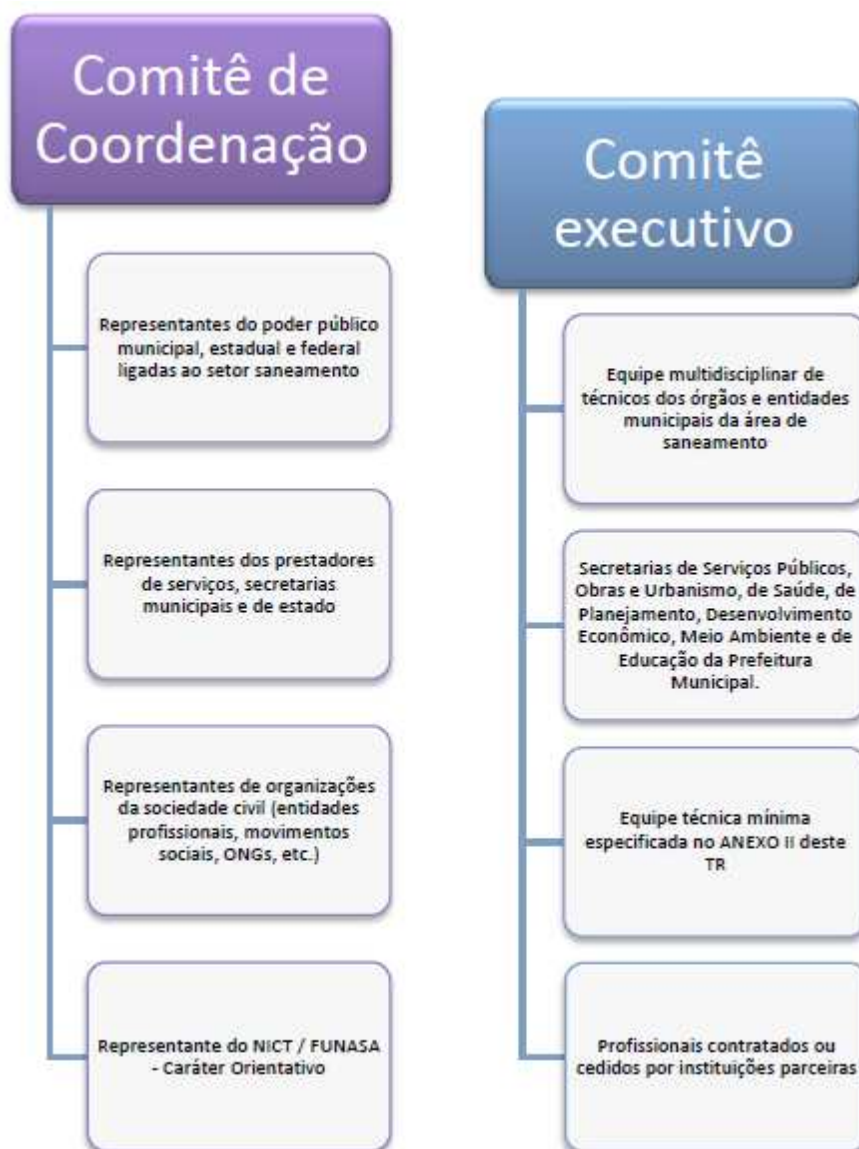 Comitê de
Coordenação
Representantes do poder público
municipal, estadual e federal
ligadas ao setor saneamento
Representantes dos prestadores
de serviços, secretarias
municipais e de estado
Representantes de organizações
da sociedade civil (entidades
profissionais, movimentos
sociais, ONGs, etc.)
Representante do NICT / FUNASA
- Caráter Orientativo
Comitê
executivo
Equipe multidisciplinar de
técnicos dos órgãos e entidades
municipais da área de
saneamento
Secretarias de Serviços Públicos,
Obras e Urbanismo, de Saúde, de
Planejamento, Desenvolvimento
Econômico, Meio Ambiente e de
Educação da Prefeitura
Municipal.
Equipe técnica mínima
especificada no ANEXO II deste
TR
Profissionais contratados ou
cedidos por instituições parceiras